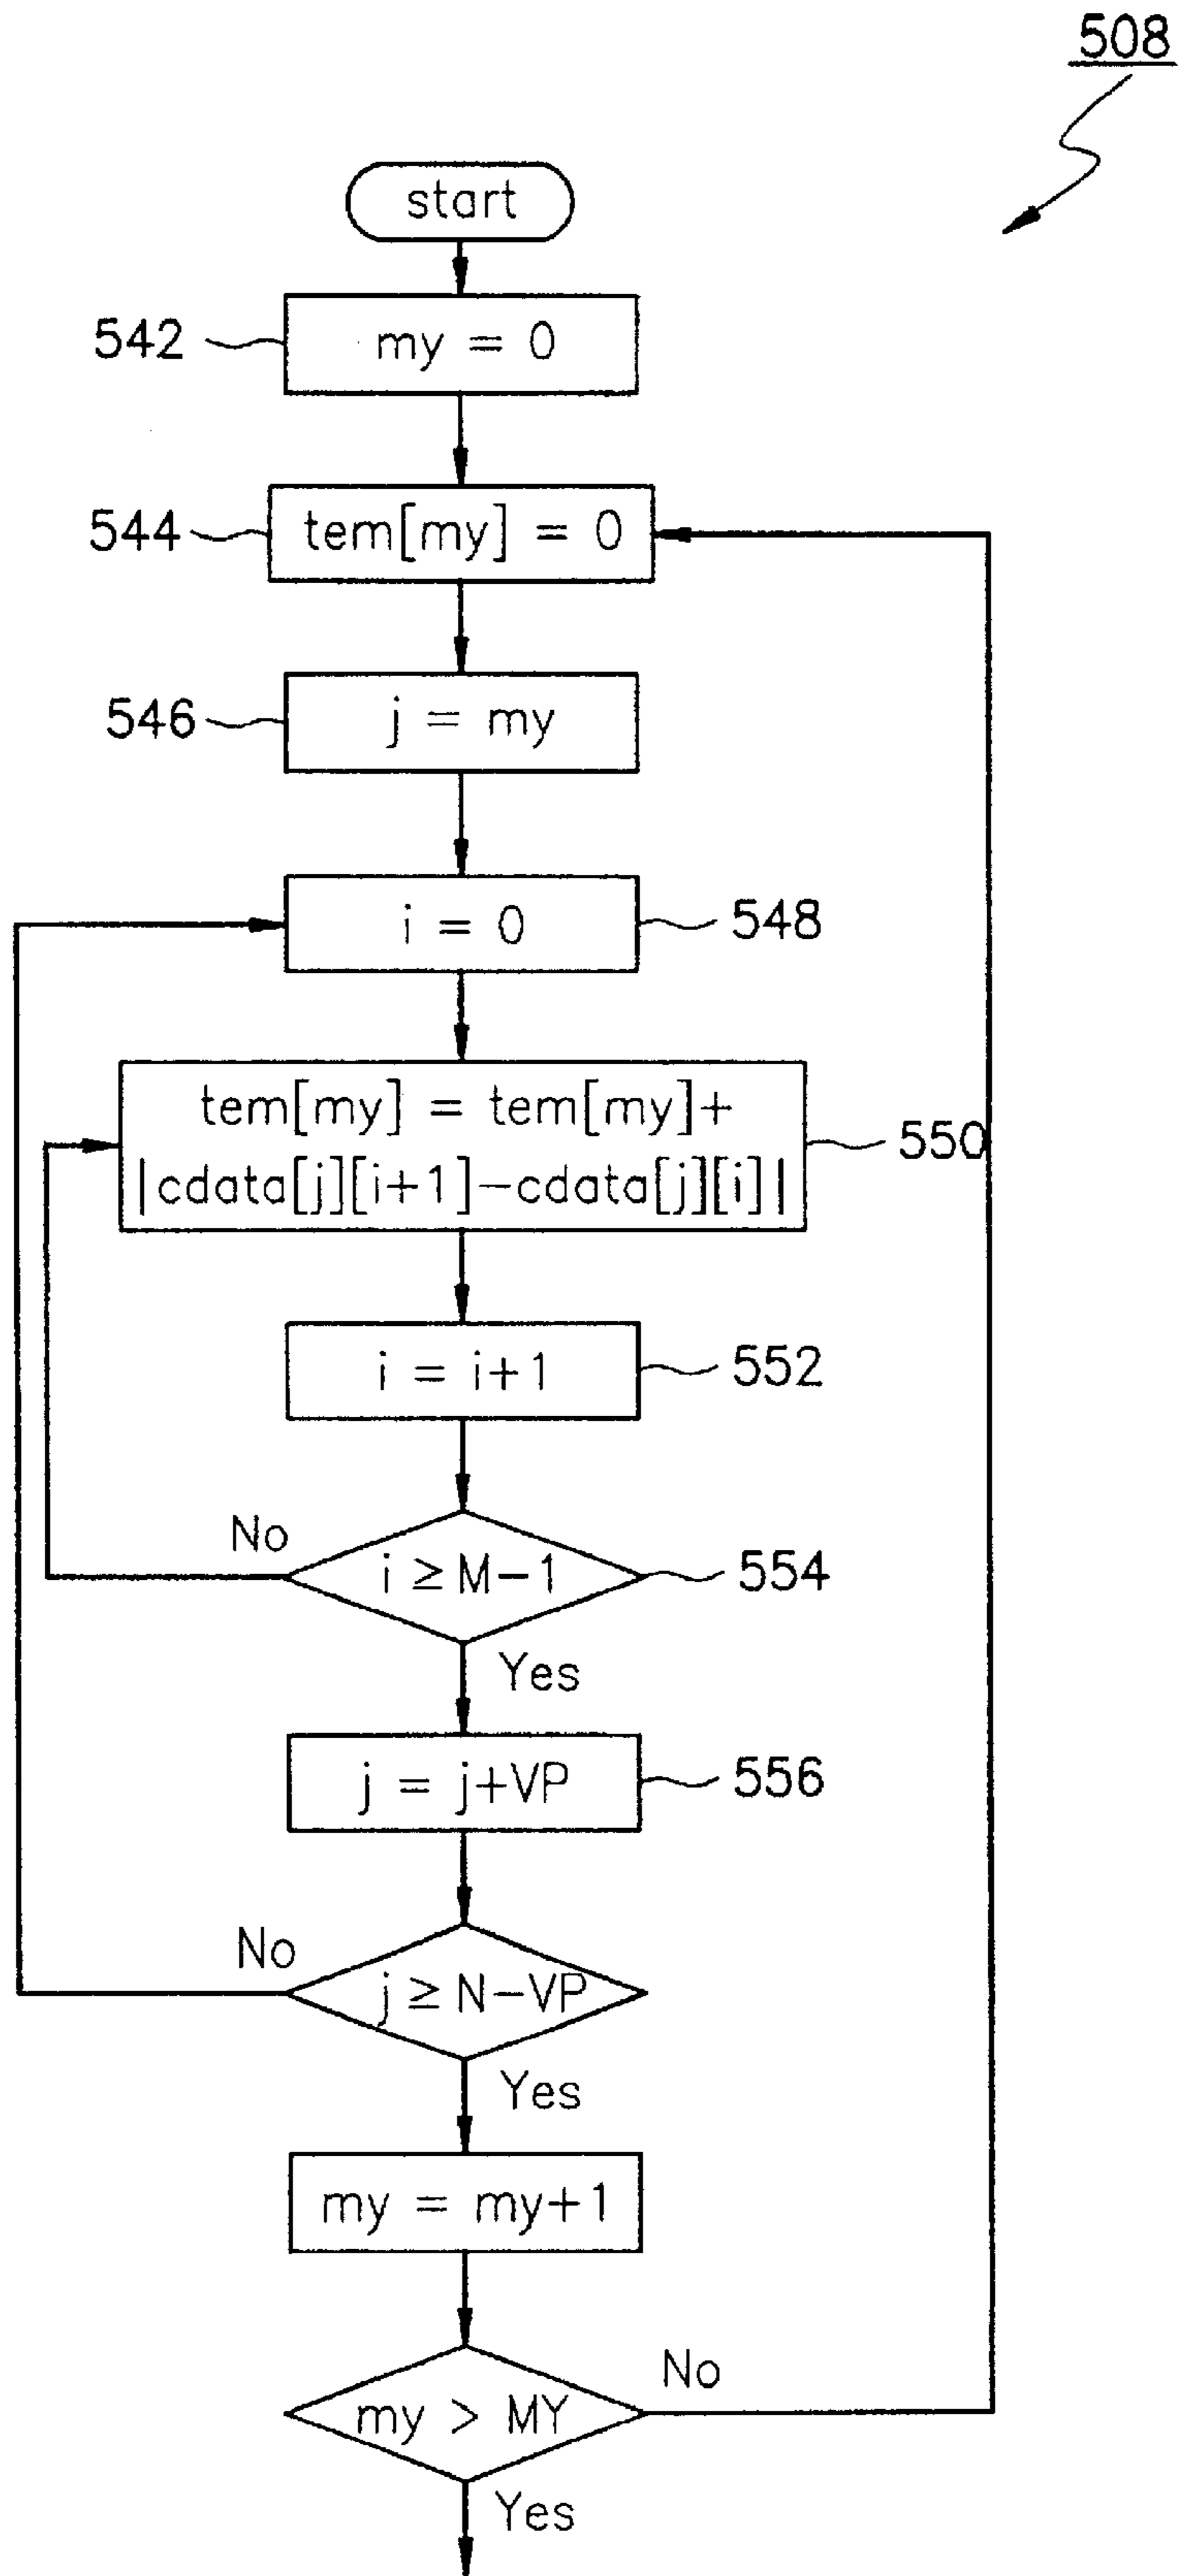 508
start
542
my = 0
544
tem[my] = 0
546
j = my
i = 0
548
tem[my] = tem[my]+
|cdata[j][i+1]-cdata[j][i]|
550
i = i+1
552
No
i ≥ M-1
554
Yes
j = j+VP
556
No
j ≥ N-VP
Yes
my = my+1
my > MY
No
Yes